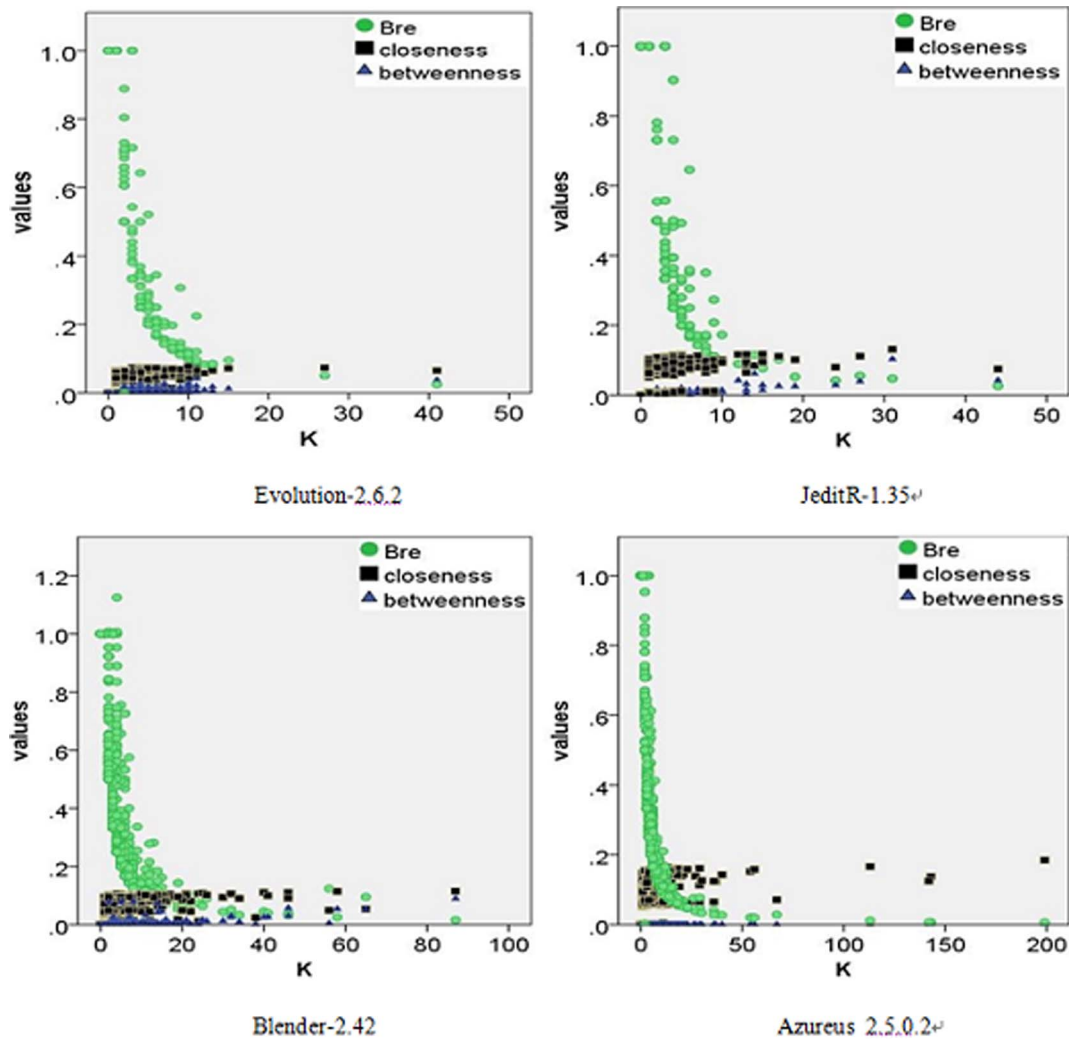 Bre
closeness
betweenness
1.0
.8
.6
.4
.2
.0
values
0 10 20 30 40 50
K
Evolution-2.6.2
Bre
closeness
betweenness
1.0
.8
.6
.4
.2
.0
values
0 10 20 30 40 50
K
JeditR-1.35↵
Bre
closeness
betweenness
1.2
1.0
.8
.6
.4
.2
.0
values
0 20 40 60 80 100
K
Blender-2.42
Bre
closeness
betweenness
1.0
.8
.6
.4
.2
.0
values
0 50 100 150 200
K
Azureus 2.5.0.2↵